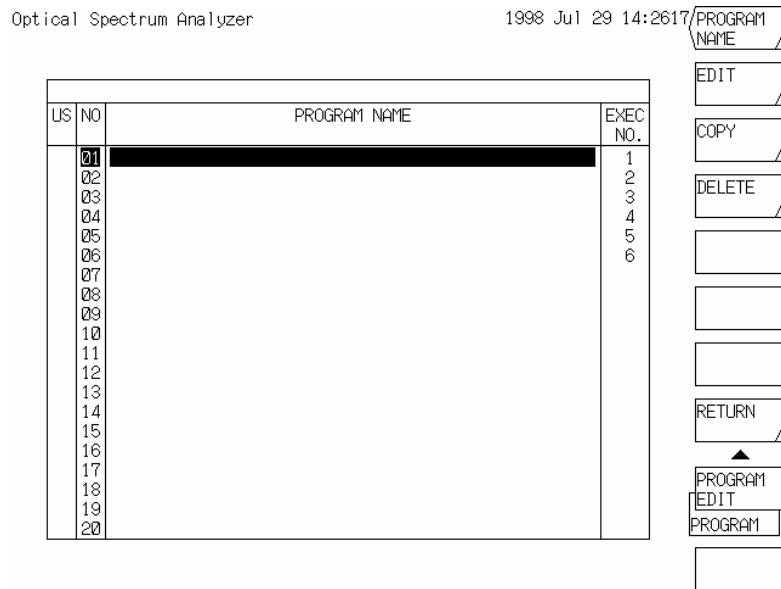 Optical Spectrum Analyzer
1998 Jul 29 14:2617
US NO PROGRAM NAME EXEC NO.
01 1
02 2
03 3
04 4
05 5
06 6
07
08
09
10
11
12
13
14
15
16
17
18
19
20
PROGRAM
NAME
EDIT
COPY
DELETE
RETURN
PROGRAM
EDIT
PROGRAM